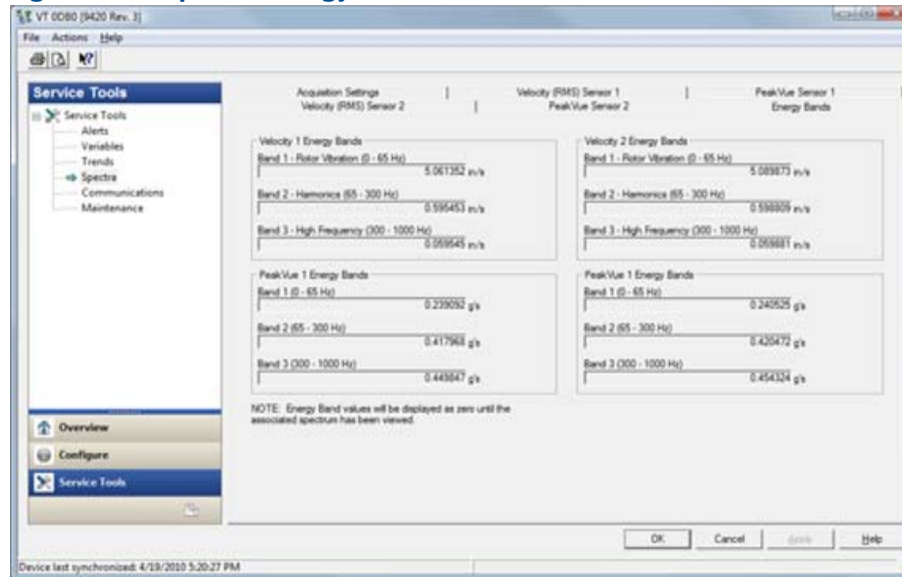 VT 0D80 [9420 Rev. 3]
File Actions Help
Service Tools
Service Tools
Alerts
Variables
Trends
Spectra
Communications
Maintenance
Overview
Configure
Service Tools
Acquisition Settings | Velocity (RMS) Sensor 1 | PeakVue Sensor 1
Velocity (RMS) Sensor 2 | PeakVue Sensor 2 Energy Bands
Velocity 1 Energy Bands
Band 1 - Rotor Vibration (0 - 65 Hz)
5.061352 in/s
Band 2 - Harmonics (65 - 300 Hz)
0.595453 in/s
Band 3 - High Frequency (300 - 1000 Hz)
0.059545 in/s
Velocity 2 Energy Bands
Band 1 - Rotor Vibration (0 - 65 Hz)
5.089873 in/s
Band 2 - Harmonics (65 - 300 Hz)
0.598809 in/s
Band 3 - High Frequency (300 - 1000 Hz)
0.059881 in/s
PeakVue 1 Energy Bands
Band 1 (0 - 65 Hz)
0.239092 g's
Band 2 (65 - 300 Hz)
0.417968 g's
Band 3 (300 - 1000 Hz)
0.449847 g's
PeakVue 1 Energy Bands
Band 1 (0 - 65 Hz)
0.240525 g's
Band 2 (65 - 300 Hz)
0.420472 g's
Band 3 (300 - 1000 Hz)
0.454324 g's
NOTE: Energy Band values will be displayed as zero until the
associated spectrum has been viewed.
OK Cancel Apply Help
Device last synchronized: 4/19/2010 5:20:27 PM